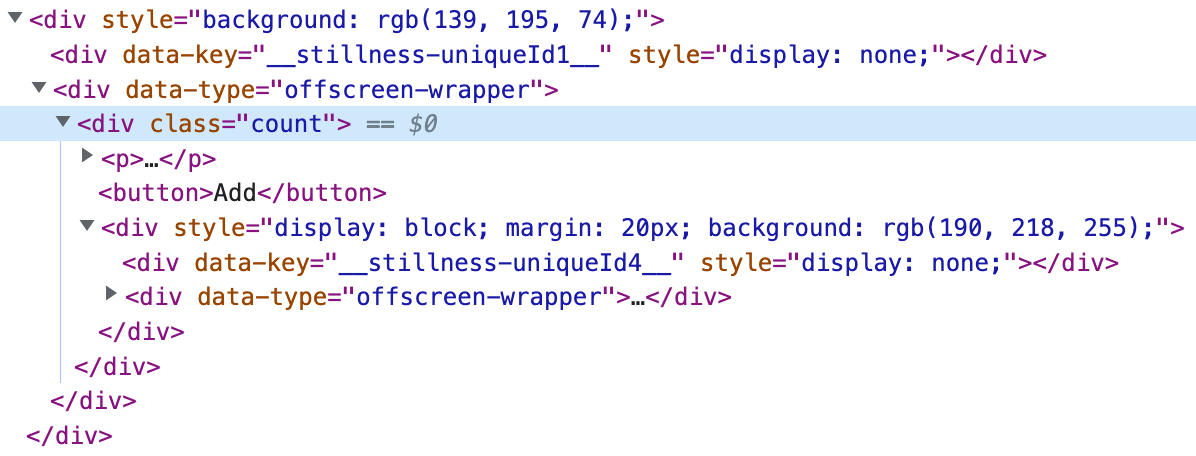 ▼<div style="background: rgb(139, 195, 74);">
<div data-key="__stillness-uniqueId1__" style="display: none;"></div>
▼<div data-type="offscreen-wrapper">
▼<div class="count"> == $0
▶<p>…</p>
<button>Add</button>
▼<div style="display: block; margin: 20px; background: rgb(190, 218, 255);">
<div data-key="__stillness-uniqueId4__" style="display: none;"></div>
▶<div data-type="offscreen-wrapper">…</div>
</div>
</div>
</div>
</div>